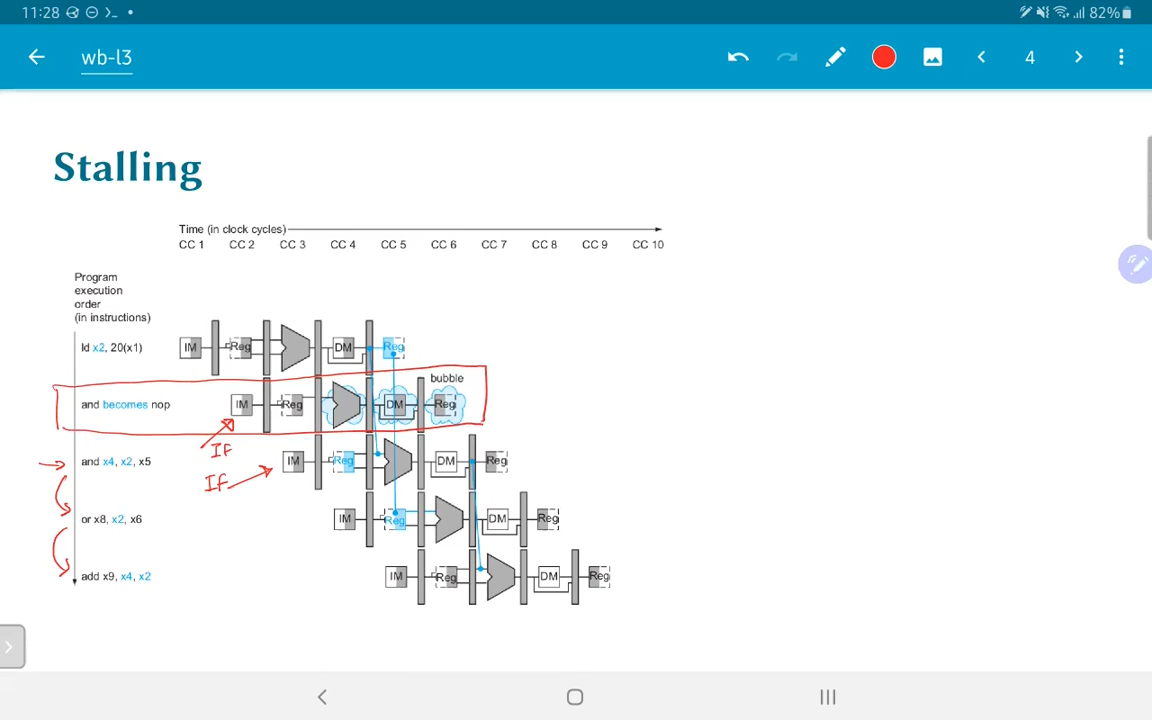 11:28
82%
wb-l3
4
Stalling
Time (in clock cycles)
CC 1 CC 2 CC 3 CC 4 CC 5 CC 6 CC 7 CC 8 CC 9 CC 10
Program
execution
order
(in instructions)
ld x2, 20(x1) IM Reg DM Reg
bubble
and becomes nop IM Reg DM Reg
IF
and x4, x2, x5 IM Reg DM Reg
IF
or x8, x2, x6 IM Reg DM Reg
add x9, x4, x2 IM Reg DM Reg